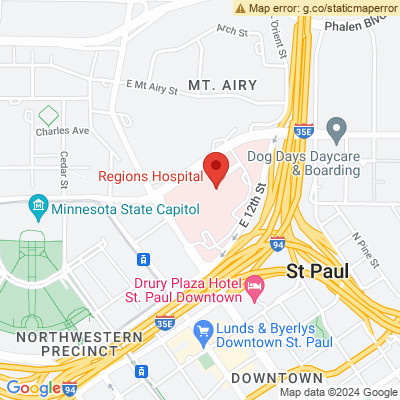 Map error: g.co/staticmaperror
Arch St
L'Orient St
Phalen Blv
MT. AIRY
E Mt Airy St
Charles Ave
35E
Dog Days Daycare
& Boarding
Cedar St
Regions Hospital
E 12th St
Minnesota State Capitol
94
N Pine St
St Paul
Drury Plaza Hotel
St. Paul Downtown
35E
NORTHWESTERN
PRECINCT
Lunds & Byerlys
Downtown St. Paul
DOWNTOWN
Google
94
Map data ©2024 Google